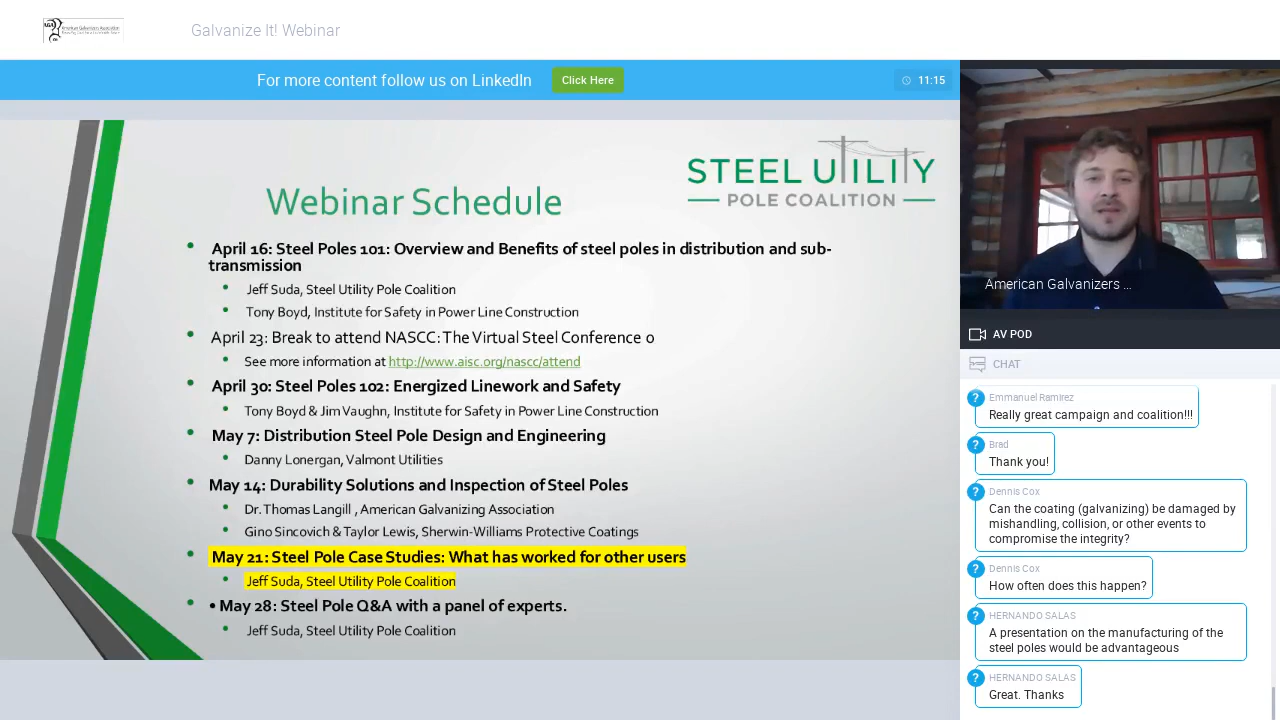 AGA
American Galvanizers Association
Galvanize It! Webinar
For more content follow us on LinkedIn
Click Here
11:15
STEEL UTILITY
POLE COALITION
Webinar Schedule
• April 16: Steel Poles 101: Overview and Benefits of steel poles in distribution and sub-
transmission
• Jeff Suda, Steel Utility Pole Coalition
• Tony Boyd, Institute for Safety in Power Line Construction
• April 23: Break to attend NASCC: The Virtual Steel Conference o
• See more information at http://www.aisc.org/nascc/attend
• April 30: Steel Poles 102: Energized Linework and Safety
• Tony Boyd & Jim Vaughn, Institute for Safety in Power Line Construction
• May 7: Distribution Steel Pole Design and Engineering
• Danny Lonergan, Valmont Utilities
• May 14: Durability Solutions and Inspection of Steel Poles
• Dr. Thomas Langill , American Galvanizing Association
• Gino Sincovich & Taylor Lewis, Sherwin-Williams Protective Coatings
• May 21: Steel Pole Case Studies: What has worked for other users
• Jeff Suda, Steel Utility Pole Coalition
• • May 28: Steel Pole Q&A with a panel of experts.
• Jeff Suda, Steel Utility Pole Coalition
American Galvanizers ...
AV POD
CHAT
? Emmanuel Ramirez
Really great campaign and coalition!!!
? Brad
Thank you!
? Dennis Cox
Can the coating (galvanizing) be damaged by
mishandling, collision, or other events to
compromise the integrity?
? Dennis Cox
How often does this happen?
? HERNANDO SALAS
A presentation on the manufacturing of the
steel poles would be advantageous
? HERNANDO SALAS
Great. Thanks